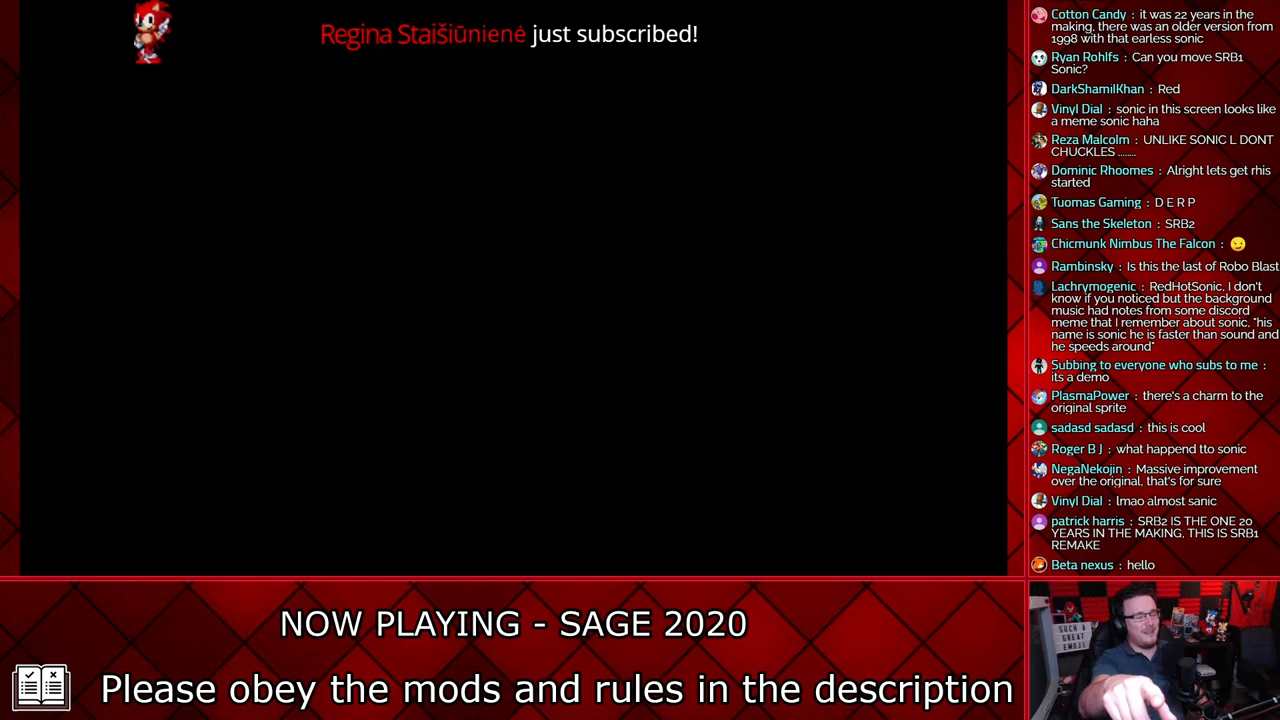 Regina Staišiūnienė just subscribed!
Cotton Candy : it was 22 years in the
making, there was an older version from
1998 with that earless sonic
Ryan Rohlfs : Can you move SRB1
Sonic?
DarkShamilKhan : Red
Vinyl Dial : sonic in this screen looks like
a meme sonic haha
Reza Malcolm : UNLIKE SONIC L DONT
CHUCKLES ........
Dominic Rhoomes : Alright lets get rhis
started
Tuomas Gaming : D E R P
Sans the Skeleton : SRB2
Chicmunk Nimbus The Falcon : 😏
Rambinsky : Is this the last of Robo Blast
Lachrymogenic : RedHotSonic, I don't
know if you noticed but the background
music had notes from some discord
meme that I remember about sonic, "his
name is sonic he is faster than sound and
he speeds around"
Subbing to everyone who subs to me :
its a demo
PlasmaPower : there's a charm to the
original sprite
sadasd sadasd : this is cool
Roger B J : what happend tto sonic
NegaNekojin : Massive improvement
over the original, that's for sure
Vinyl Dial : lmao almost sanic
patrick harris : SRB2 IS THE ONE 20
YEARS IN THE MAKING, THIS IS SRB1
REMAKE
Beta nexus : hello
SUCH A
GREAT
EMOJI
NOW PLAYING - SAGE 2020
Please obey the mods and rules in the description